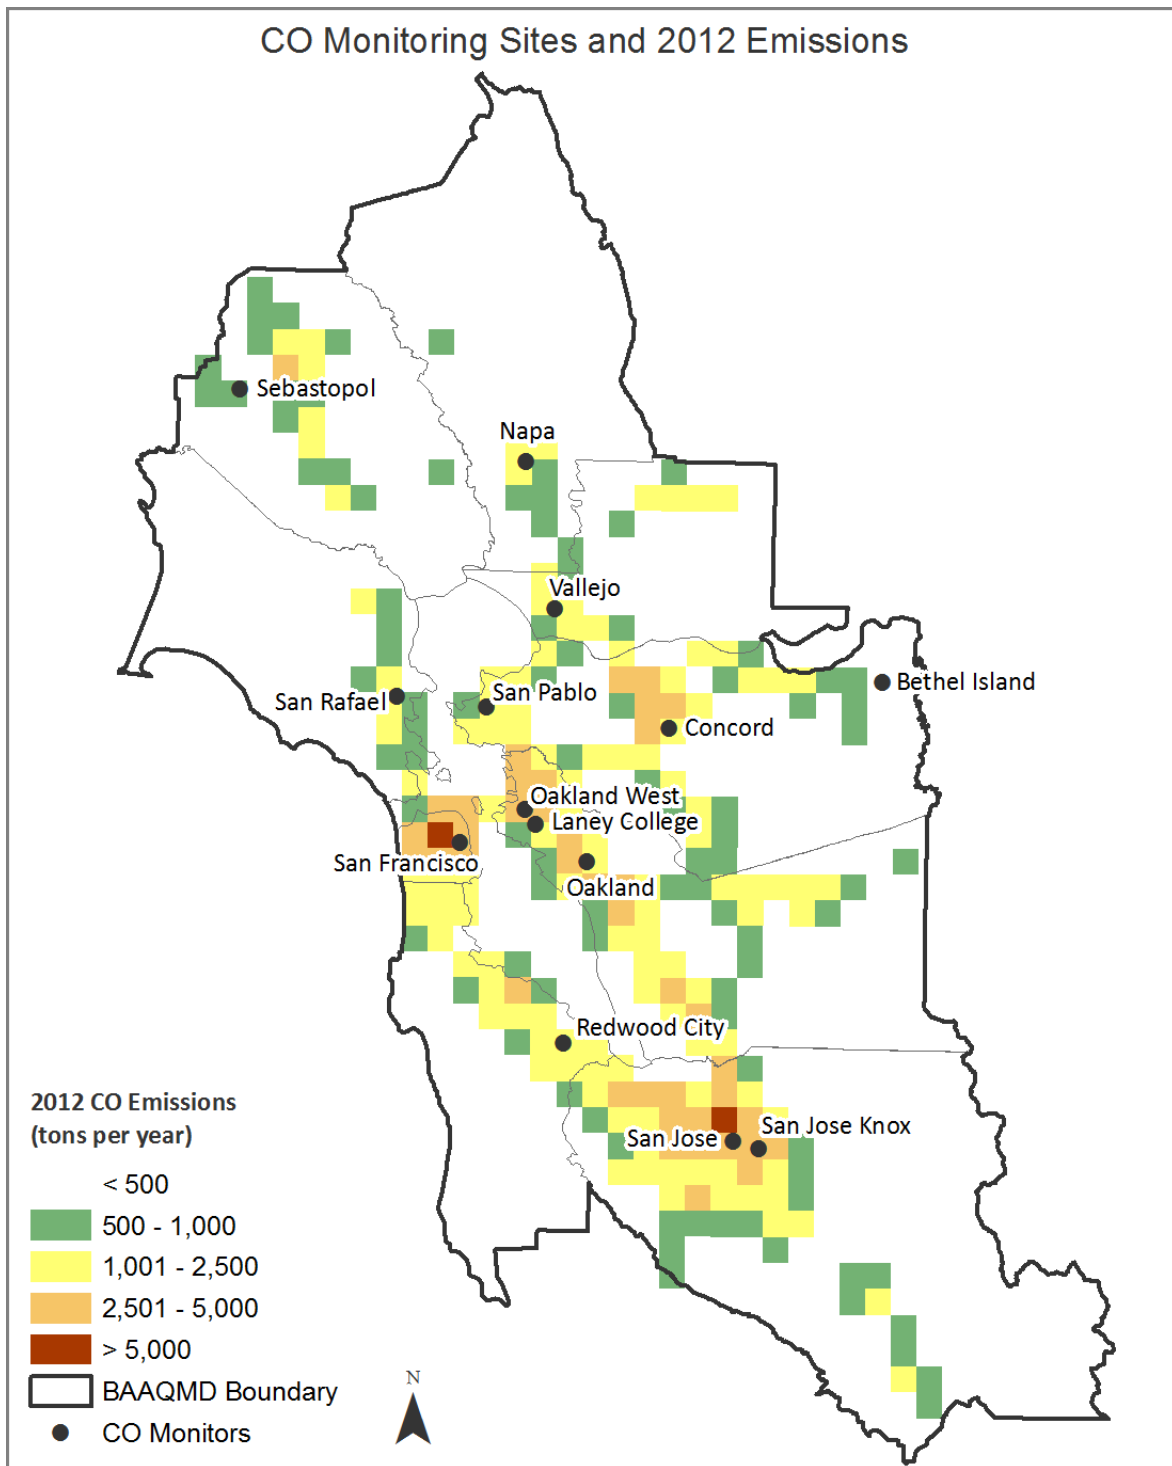 CO Monitoring Sites and 2012 Emissions
Sebastopol
Napa
Vallejo
Bethel Island
San Rafael
San Pablo
Concord
Oakland West
Laney College
San Francisco
Oakland
Redwood City
San Jose Knox
San Jose
2012 CO Emissions
(tons per year)
< 500
500 - 1,000
1,001 - 2,500
2,501 - 5,000
> 5,000
BAAQMD Boundary
CO Monitors
N